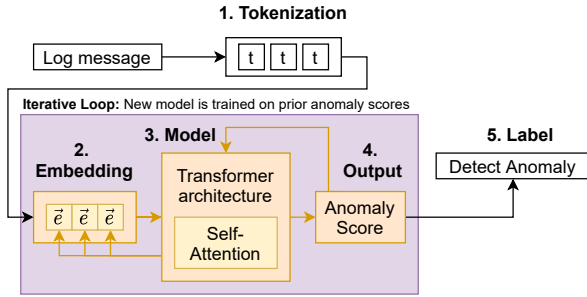 1. Tokenization
Log message
t t t
Iterative Loop: New model is trained on prior anomaly scores
2.
Embedding
3. Model
4.
Output
5. Label
Transformer
architecture
Self-
Attention
e⃗ e⃗ e⃗
Anomaly
Score
Detect Anomaly